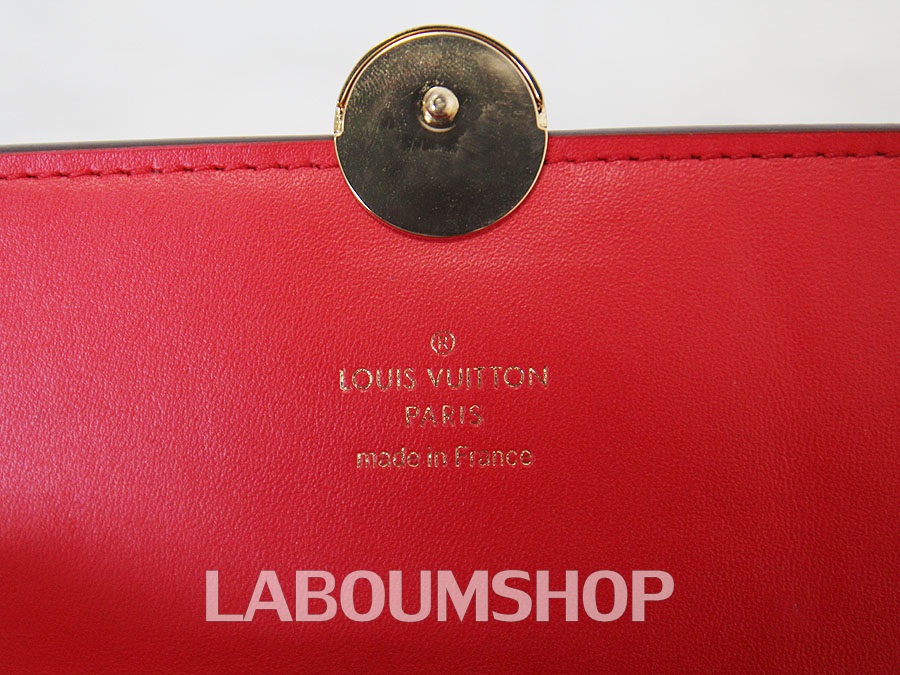 ®
LOUIS VUITTON
PARIS
made in France
LABOUMSHOP